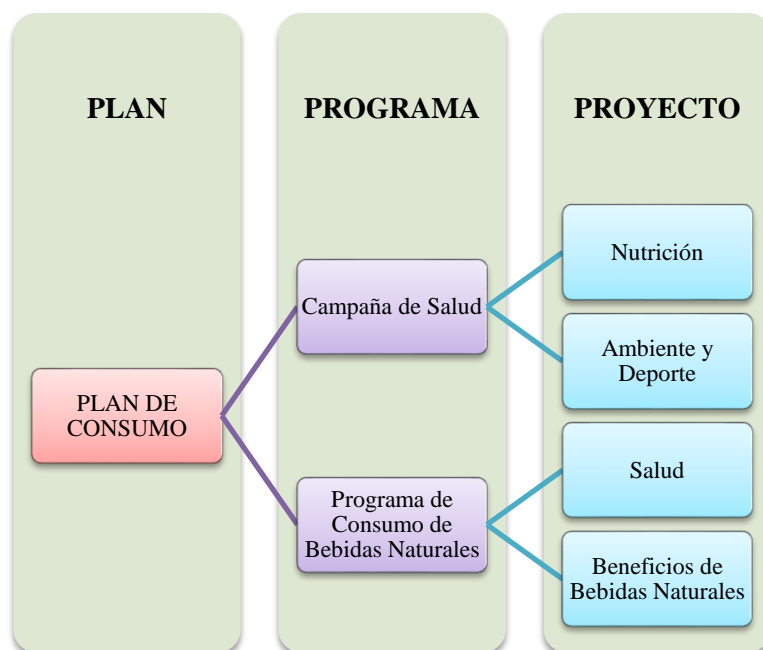 PLAN
PROGRAMA
PROYECTO
PLAN DE
CONSUMO
Campaña de Salud
Programa de
Consumo de
Bebidas Naturales
Nutrición
Ambiente y
Deporte
Salud
Beneficios de
Bebidas Naturales